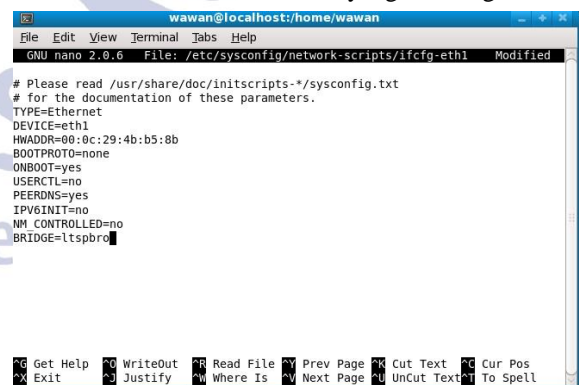 wawan@localhost:/home/wawan
File Edit View Terminal Tabs Help
GNU nano 2.0.6 File: /etc/sysconfig/network-scripts/ifcfg-eth1 Modified
# Please read /usr/share/doc/initscripts-*/sysconfig.txt
# for the documentation of these parameters.
TYPE=Ethernet
DEVICE=eth1
HWADDR=00:0c:29:4b:b5:8b
BOOTPROTO=none
ONBOOT=yes
USERCTL=no
PEERDNS=yes
IPV6INIT=no
NM_CONTROLLED=no
BRIDGE=ltspbro
^G Get Help ^O WriteOut ^R Read File ^Y Prev Page ^K Cut Text ^C Cur Pos
^X Exit ^J Justify ^W Where Is ^V Next Page ^U UnCut Text ^T To Spell